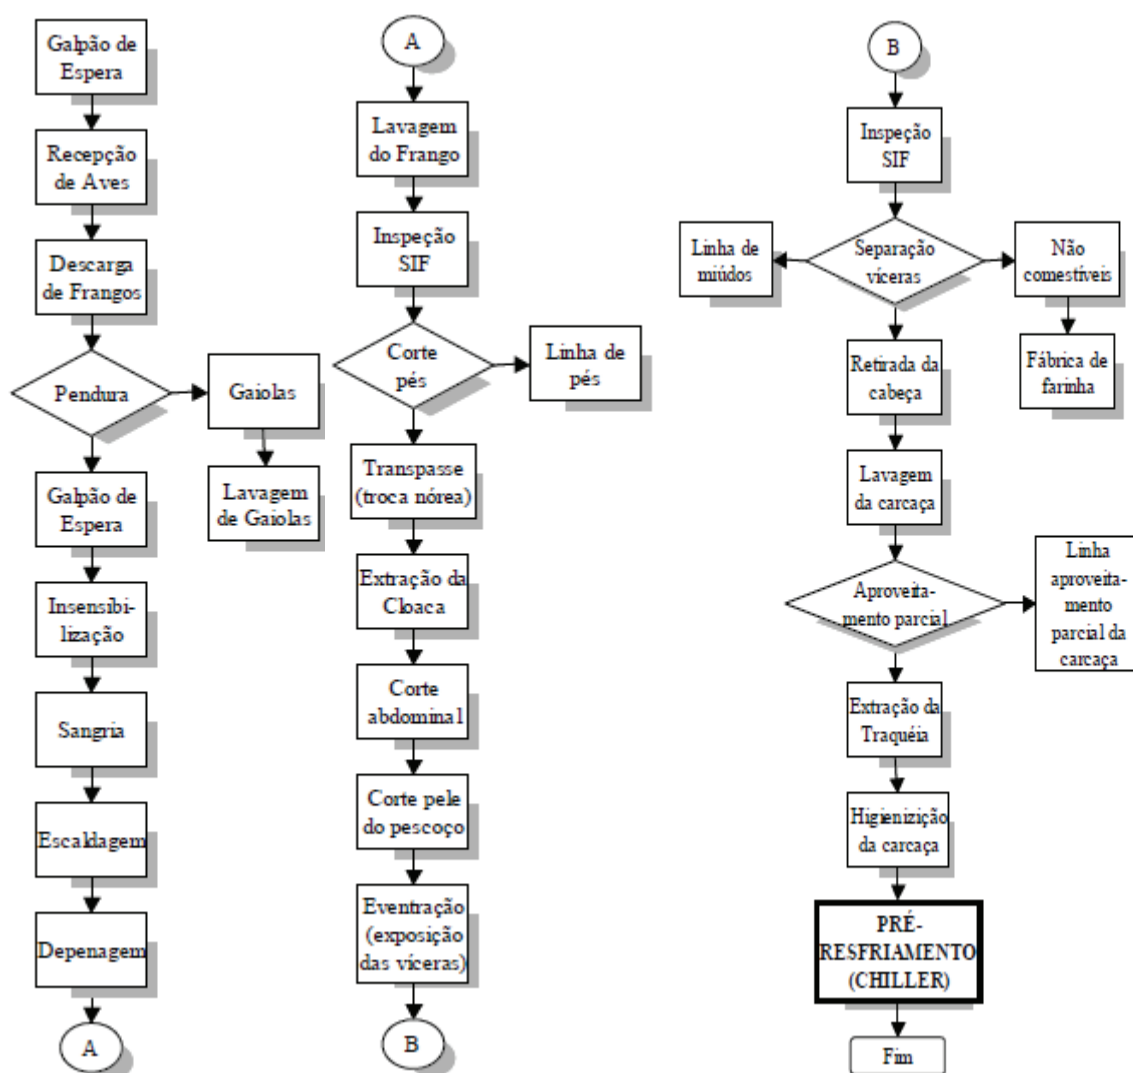 Galpão de
Espera
Recepção
de Aves
Descarga
de Frangos
Pendura
Gaiolas
Lavagem
de Gaiolas
Galpão de
Espera
Insensibi-
lização
Sangria
Escaldagem
Depenagem
A
A
Lavagem
do Frango
Inspeção
SIF
Corte
pés
Linha de
pés
Transpasse
(troca nórea)
Extração da
Cloaca
Corte
abdominal
Corte pele
do pescoço
Eventração
(exposição
das víceras)
B
B
Inspeção
SIF
Separação
víceras
Linha de
miúdos
Não
comestíveis
Fábrica de
farinha
Retirada da
cabeça
Lavagem
da carcaça
Aproveita-
mento parcial
Linha
aproveita-
mento
parcial da
carcaça
Extração da
Traquéia
Higienizição
da carcaça
PRÉ-
RESFRIAMENTO
(CHILLER)
Fim